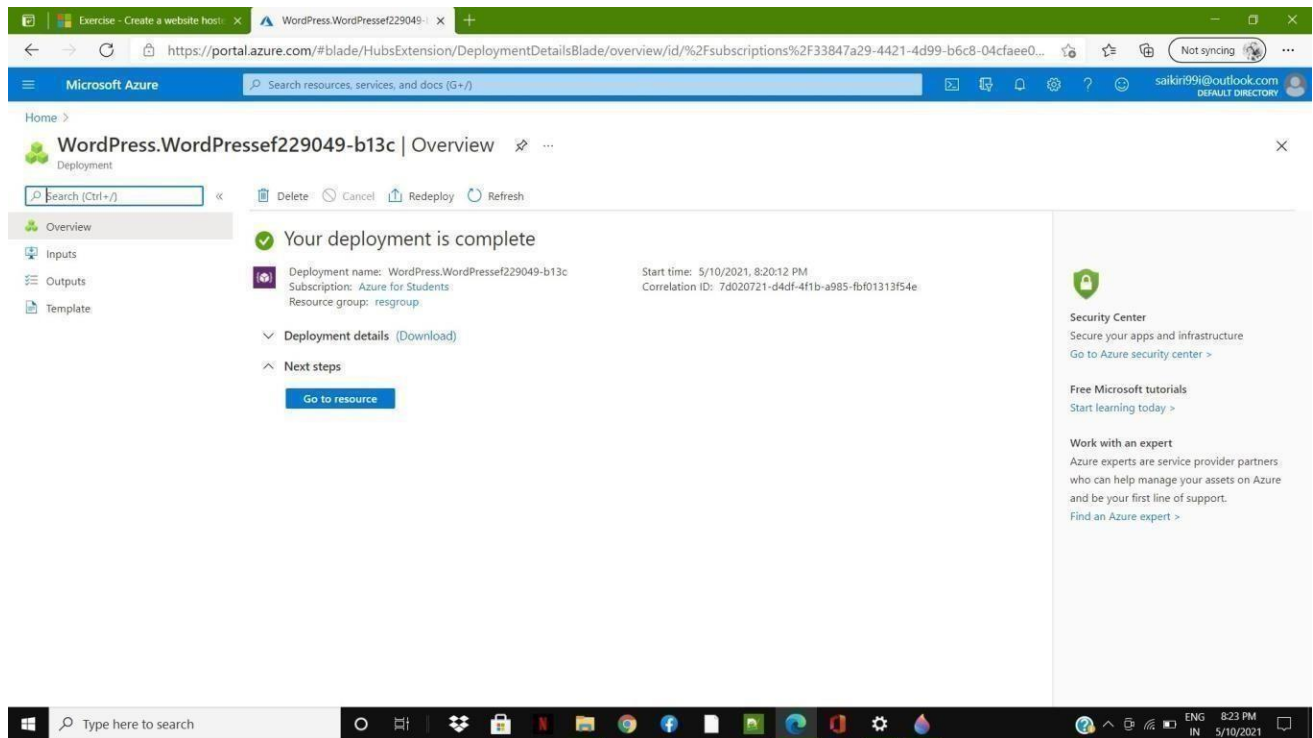 Exercise - Create a website hoste
WordPress.WordPressef229049-
https://portal.azure.com/#blade/HubsExtension/DeploymentDetailsBlade/overview/id/%2Fsubscriptions%2F33847a29-4421-4d99-b6c8-04cfaee0...
Not syncing
Microsoft Azure
Search resources, services, and docs (G+/)
saikiri99i@outlook.com
DEFAULT DIRECTORY
Home >
WordPress.WordPressef229049-b13c | Overview
Deployment
Search (Ctrl+/)
«
Delete Cancel Redeploy Refresh
Overview
Inputs
Outputs
Template
Your deployment is complete
Deployment name: WordPress.WordPressef229049-b13c
Subscription: Azure for Students
Resource group: resgroup
Start time: 5/10/2021, 8:20:12 PM
Correlation ID: 7d020721-d4df-4f1b-a985-fbf01313f54e
Deployment details (Download)
Next steps
Go to resource
Security Center
Secure your apps and infrastructure
Go to Azure security center >
Free Microsoft tutorials
Start learning today >
Work with an expert
Azure experts are service provider partners
who can help manage your assets on Azure
and be your first line of support.
Find an Azure expert >
Type here to search
ENG
IN
8:23 PM
5/10/2021